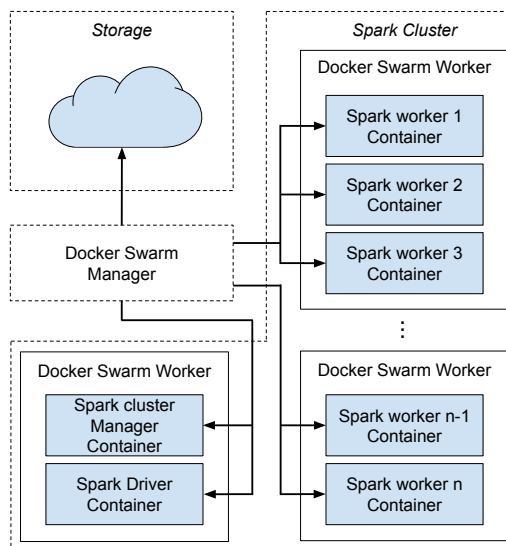 Storage
Spark Cluster
Docker Swarm Worker
Spark worker 1
Container
Spark worker 2
Container
Spark worker 3
Container
Docker Swarm
Manager
⋮
Docker Swarm Worker
Spark cluster
Manager
Container
Spark Driver
Container
Docker Swarm Worker
Spark worker n-1
Container
Spark worker n
Container